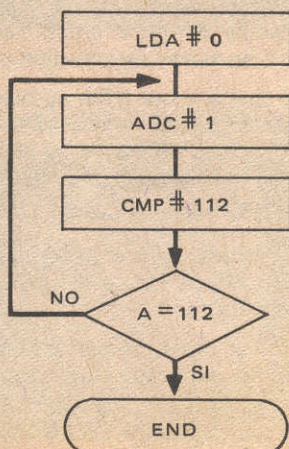 LDA # 0
ADC # 1
CMP # 112
NO
A = 112
SI
END